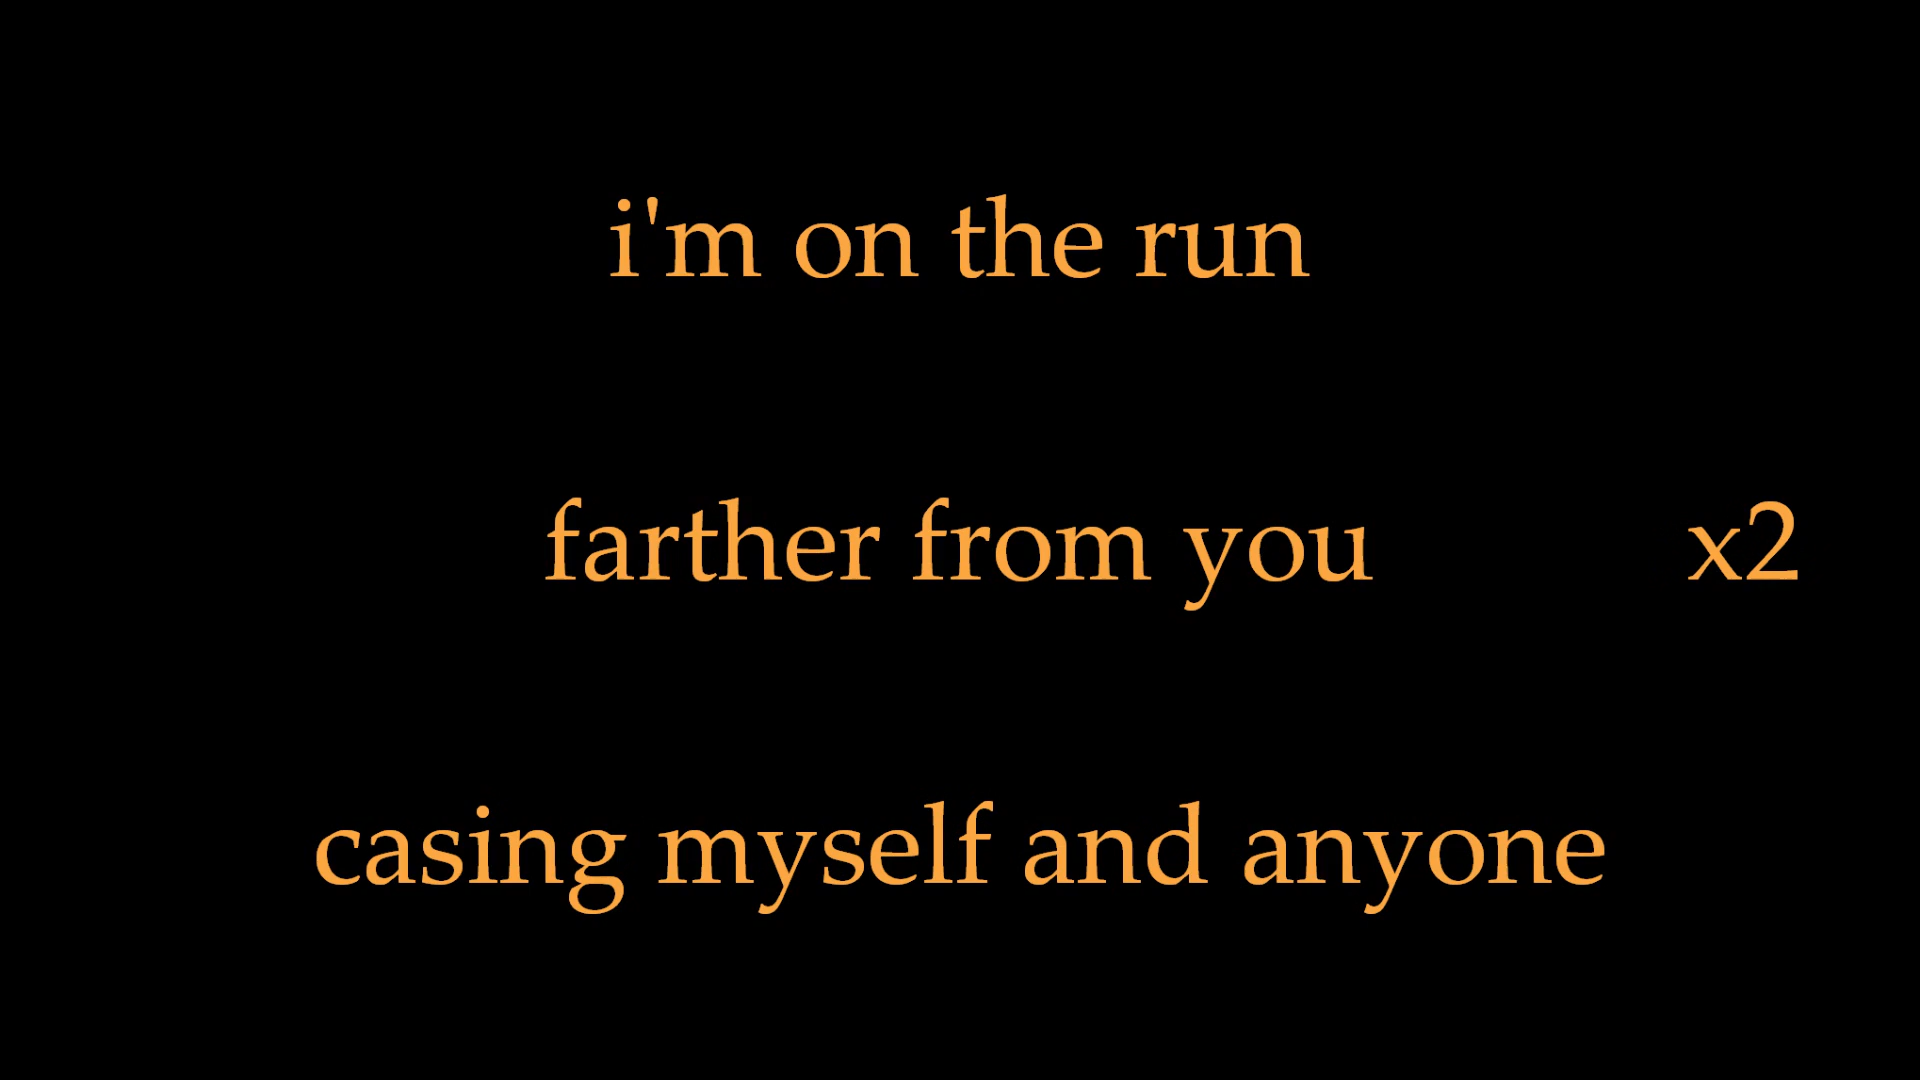 i'm on the run
farther from you x2
casing myself and anyone